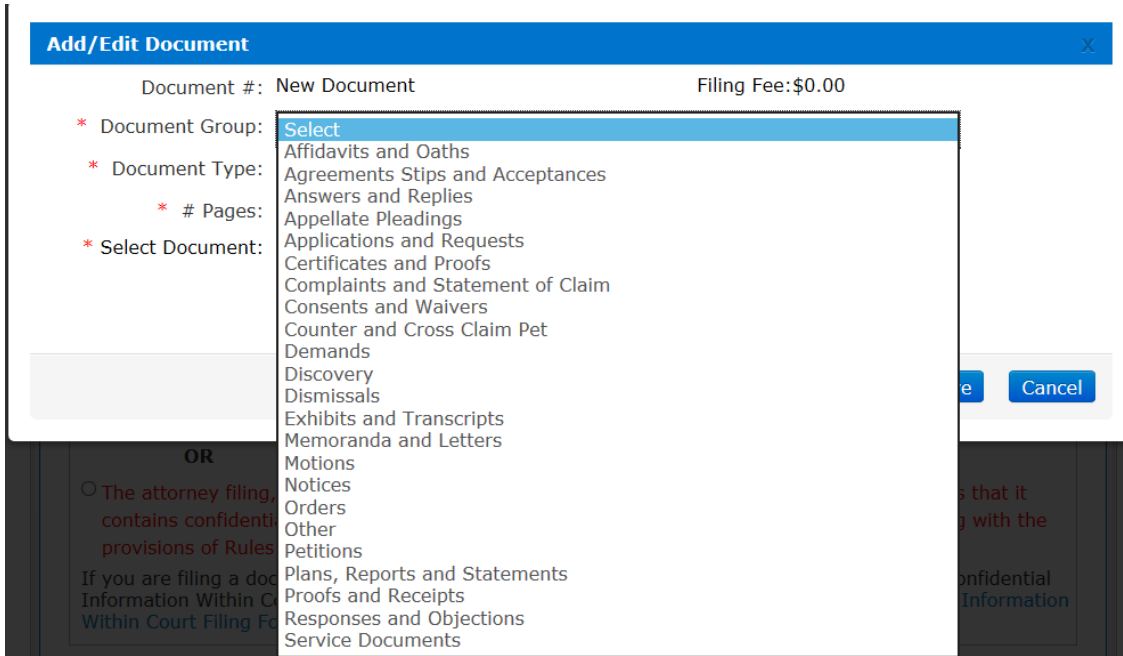 Add/Edit Document X
Document #: New Document Filing Fee:$0.00
* Document Group:
Select
Affidavits and Oaths
* Document Type:
Agreements Stips and Acceptances
Answers and Replies
* # Pages:
Appellate Pleadings
* Select Document:
Applications and Requests
Certificates and Proofs
Complaints and Statement of Claim
Consents and Waivers
Counter and Cross Claim Pet
Demands
Discovery
Dismissals
Cancel
Exhibits and Transcripts
Memoranda and Letters
OR
Motions
Notices
The attorney filing, that it
Orders
contains with the
Other
provisions of Rules
Petitions
Plans, Reports and Statements
If you are filing a
Proofs and Receipts
Information Within Information
Responses and Objections
Within Court Filing
Service Documents